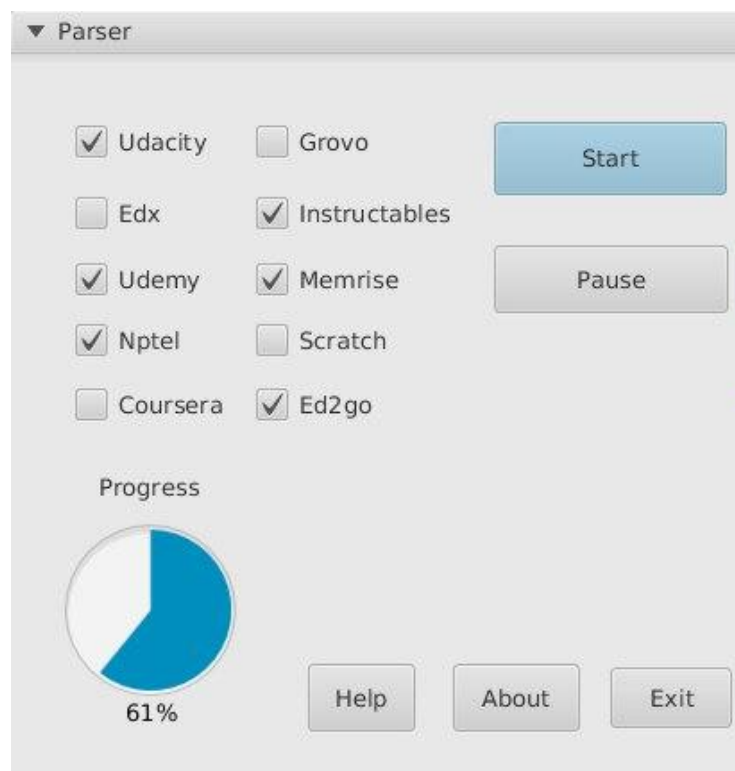 Parser
Udacity Grovo Start
Edx Instructables
Udemy Memrise Pause
Nptel Scratch
Coursera Ed2go
Progress
61%
Help About Exit